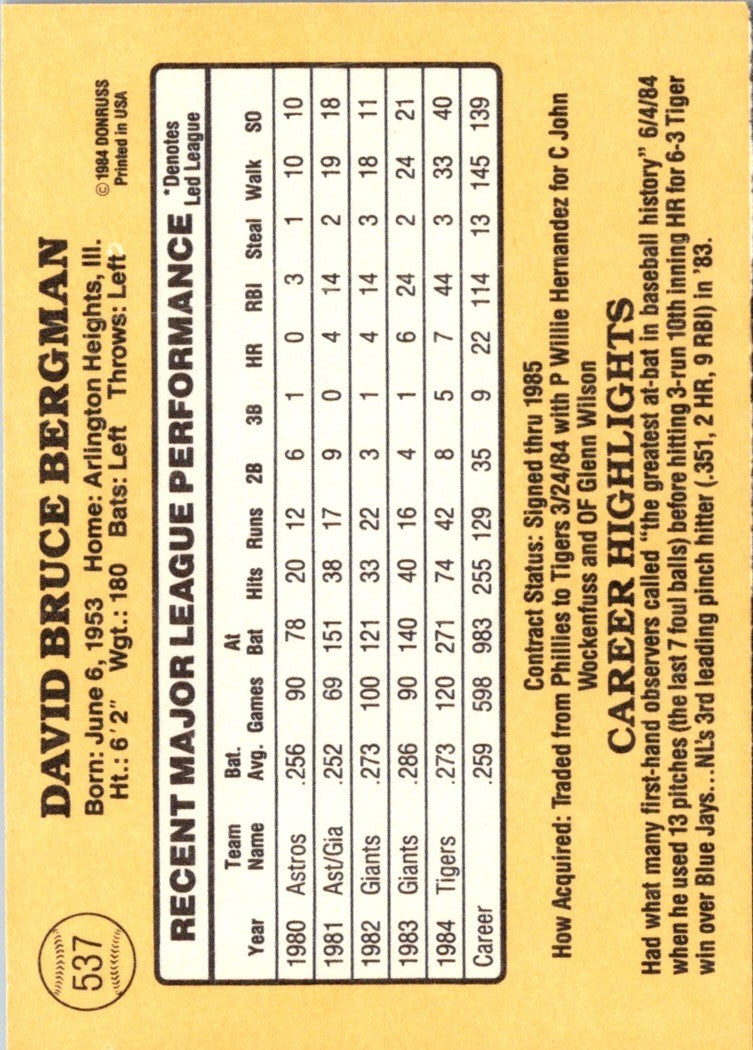 537
DAVID BRUCE BERGMAN
Born: June 6, 1953 Home: Arlington Heights, Ill.
Ht.: 6'2" Wgt.: 180 Bats: Left Throws: Left
© 1984 DONRUSS
Printed in USA
RECENT MAJOR LEAGUE PERFORMANCE *Denotes Led League
Year Team Name Bat. Avg. Games At Bat Hits Runs 2B 3B HR RBI Steal Walk SO
1980 Astros .256 90 78 20 12 6 1 0 3 1 10 10
1981 Ast/Gia .252 69 151 38 17 9 0 4 14 2 19 18
1982 Giants .273 100 121 33 22 3 1 4 14 3 18 11
1983 Giants .286 90 140 40 16 4 1 6 24 2 24 21
1984 Tigers .273 120 271 74 42 8 5 7 44 3 33 40
Career .259 598 983 255 129 35 9 22 114 13 145 139
Contract Status: Signed thru 1985
How Acquired: Traded from Phillies to Tigers 3/24/84 with P Willie Hernandez for C John
Wockenfuss and OF Glenn Wilson
CAREER HIGHLIGHTS
Had what many first-hand observers called "the greatest at-bat in baseball history" 6/4/84
when he used 13 pitches (the last 7 foul balls) before hitting 3-run 10th inning HR for 6-3 Tiger
win over Blue Jays...NL's 3rd leading pinch hitter (.351, 2 HR, 9 RBI) in '83.